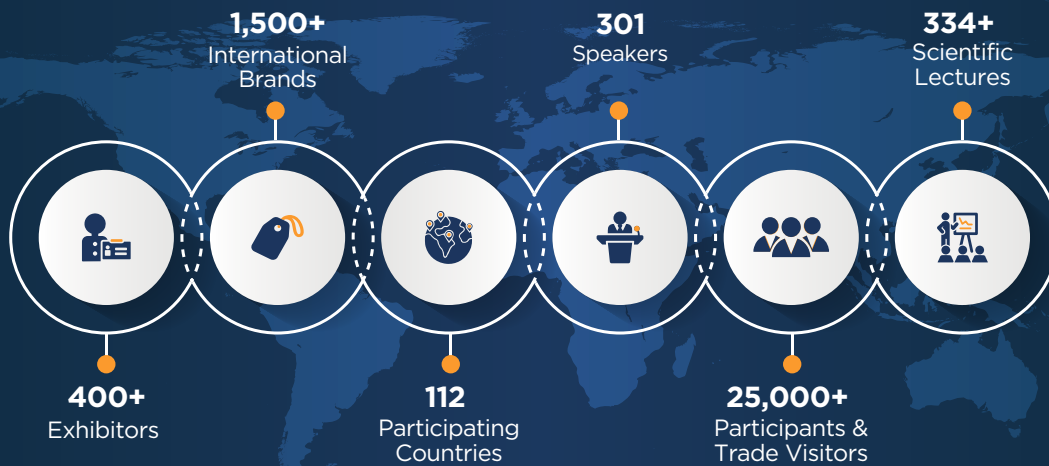 1,500+
International
Brands
301
Speakers
334+
Scientific
Lectures
400+
Exhibitors
112
Participating
Countries
25,000+
Participants &
Trade Visitors